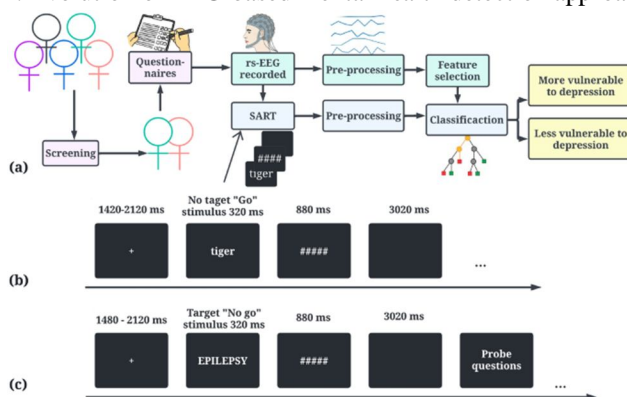 Question-
naires
rs-EEG
recorded
Pre-processing
Feature
selection
More vulnerable
to depression
Screening
SART
####
tiger
Pre-processing
Classificaction
Less vulnerable to
depression
(a)
1420-2120 ms
No taget "Go"
stimulus 320 ms
880 ms
3020 ms
+
tiger
#####
...
(b)
1480 - 2120 ms
Target "No go"
stimulus 320 ms
880 ms
3020 ms
+
EPILEPSY
#####
Probe
questions
...
(c)